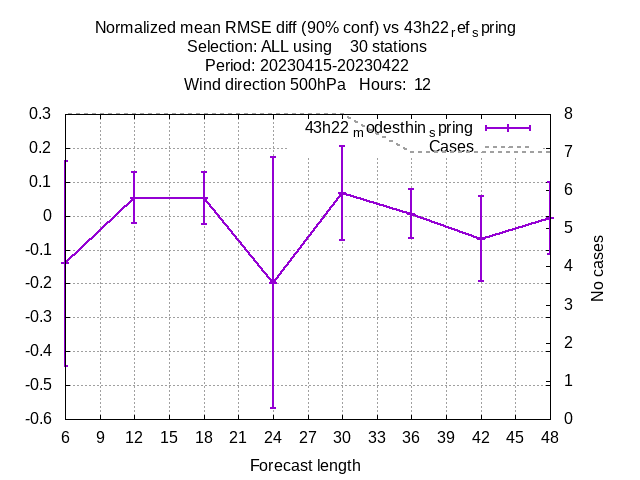 Normalized mean RMSE diff (90% conf) vs 43h22ᵣefₛpring
Selection: ALL using 30 stations
Period: 20230415-20230422
Wind direction 500hPa Hours: 12
43h22ₘodesthinₛpring
Cases
0.3
0.2
0.1
0
-0.1
-0.2
-0.3
-0.4
-0.5
-0.6
8
7
6
5
4
3
2
1
0
No cases
6 9 12 15 18 21 24 27 30 33 36 39 42 45 48
Forecast length